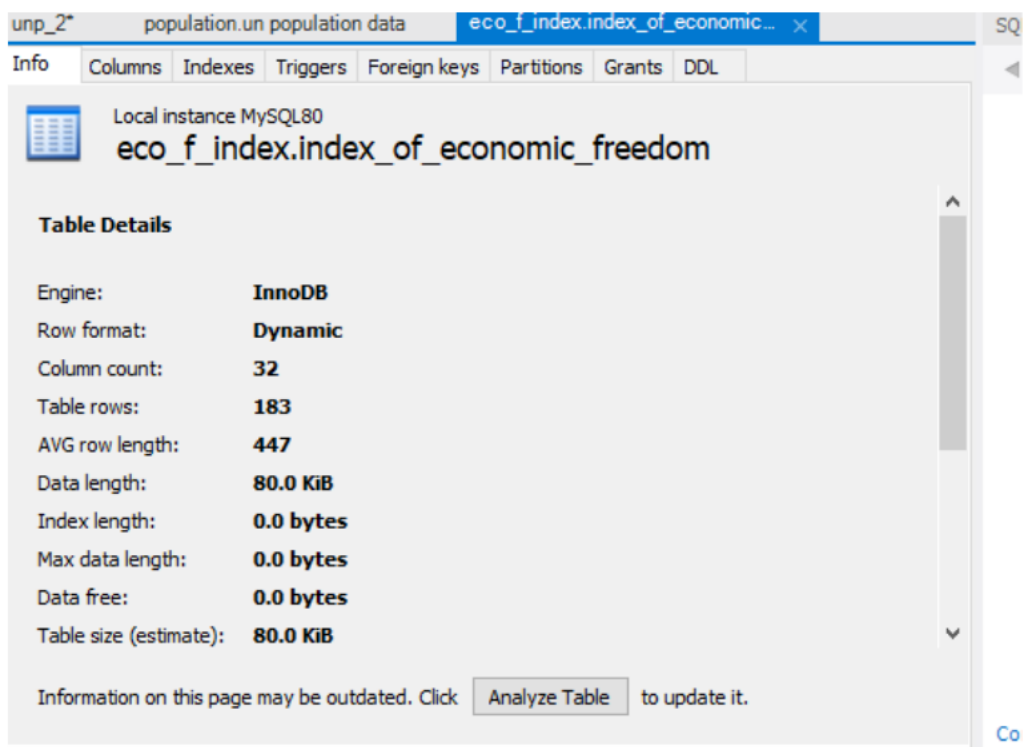 unp_2* population.un population data eco_f_index.index_of_economic... × SQ
Info Columns Indexes Triggers Foreign keys Partitions Grants DDL
Local instance MySQL80
eco_f_index.index_of_economic_freedom
Table Details
Engine: InnoDB
Row format: Dynamic
Column count: 32
Table rows: 183
AVG row length: 447
Data length: 80.0 KiB
Index length: 0.0 bytes
Max data length: 0.0 bytes
Data free: 0.0 bytes
Table size (estimate): 80.0 KiB
Information on this page may be outdated. Click Analyze Table to update it.
Co